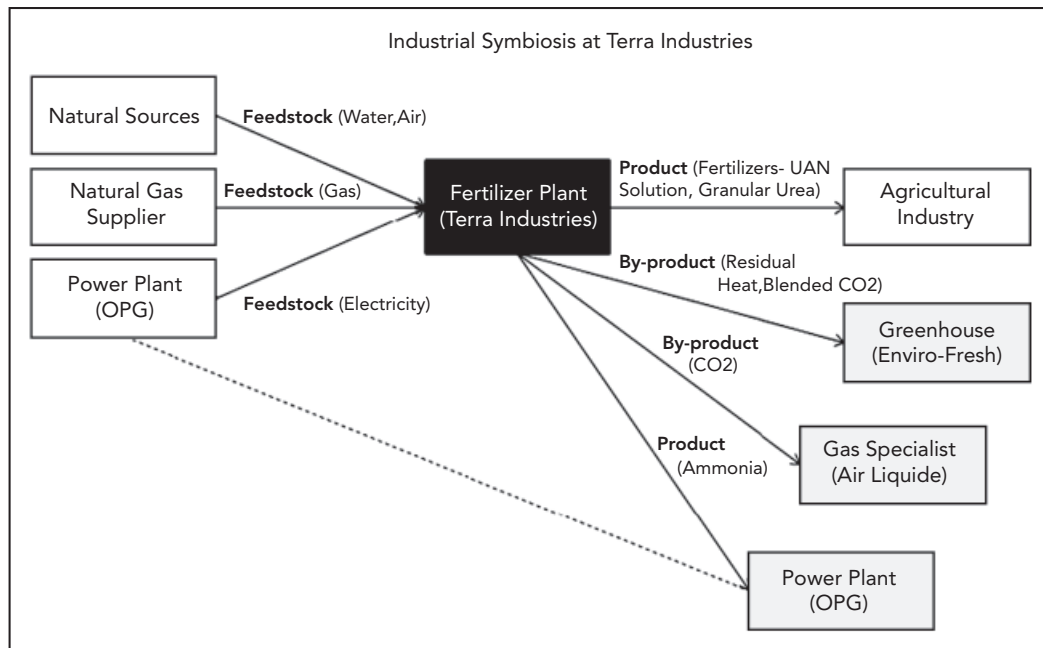 Industrial Symbiosis at Terra Industries
Natural Sources
Feedstock (Water,Air)
Natural Gas
Supplier
Feedstock (Gas)
Power Plant
(OPG)
Feedstock (Electricity)
Fertilizer Plant
(Terra Industries)
Product (Fertilizers- UAN
Solution, Granular Urea)
Agricultural
Industry
By-product (Residual
Heat,Blended CO2)
Greenhouse
(Enviro-Fresh)
By-product
(CO2)
Gas Specialist
(Air Liquide)
Product
(Ammonia)
Power Plant
(OPG)